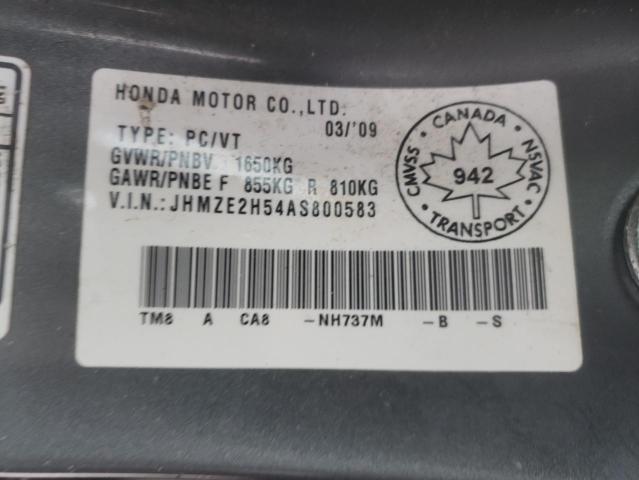 HONDA MOTOR CO.,LTD.
03/'09
TYPE: PC/VT
GVWR/PNBV 1650KG
GAWR/PNBE F 855KG R 810KG
V.I.N.: JHMZE2H54AS800583
CANADA
CMVSS
942
NSVAC
TRANSPORT
TM8 A CA8 -NH737M -B -S